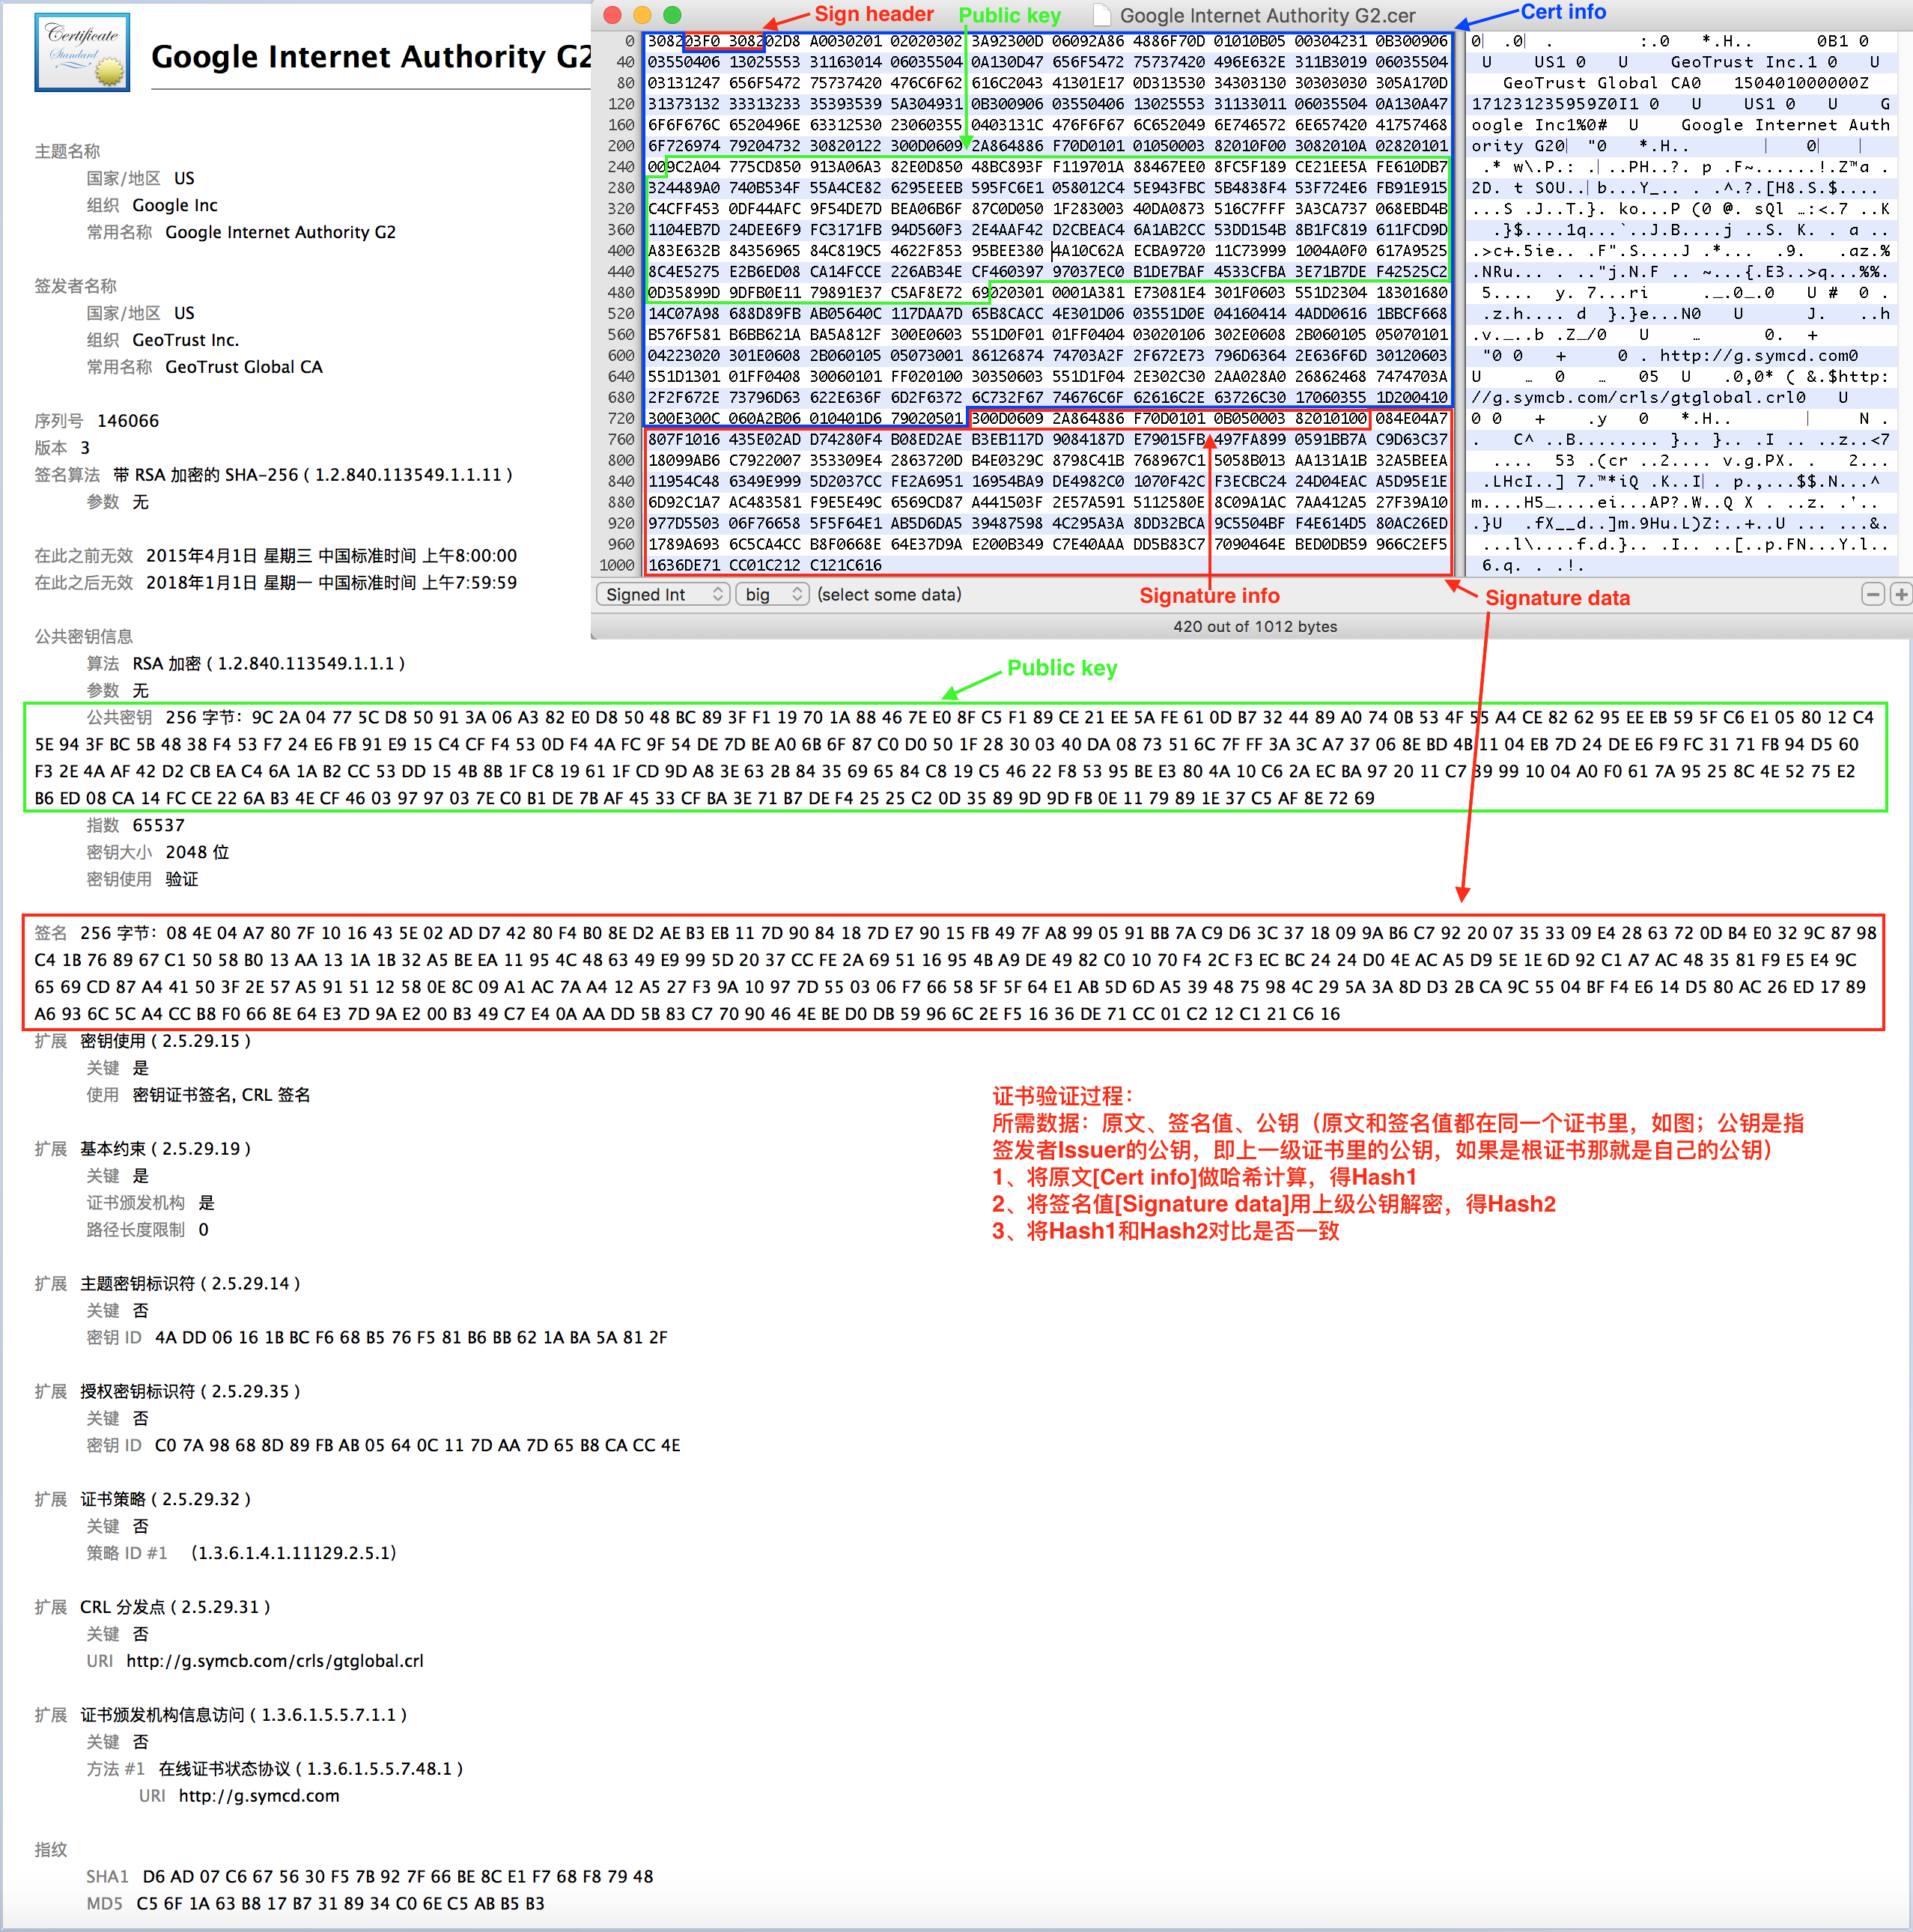 Certificate
Standard
Google Internet Authority G2
主题名称
国家/地区 US
组织 Google Inc
常用名称 Google Internet Authority G2
签发者名称
国家/地区 US
组织 GeoTrust Inc.
常用名称 GeoTrust Global CA
序列号 146066
版本 3
签名算法 带 RSA 加密的 SHA-256 ( 1.2.840.113549.1.1.11 )
参数 无
在此之前无效 2015年4月1日 星期三 中国标准时间 上午8:00:00
在此之后无效 2018年1月1日 星期一 中国标准时间 上午7:59:59
Sign header
Public key
Google Internet Authority G2.cer
Cert info
0 308203F0 308202D8 A0030201 02020302 3A92300D 06092A86 4886F70D 01010B05 00304231 0B300906
40 03550406 13025553 31163014 06035504 0A130D47 656F5472 75737420 496E632E 311B3019 06035504
80 03131247 656F5472 75737420 476C6F62 616C2043 41301E17 0D313530 34303130 30303030 305A170D
120 31373132 33313233 35393539 5A304931 0B300906 03550406 13025553 31133011 06035504 0A130A47
160 6F6F676C 6520496E 63312530 23060355 0403131C 476F6F67 6C652049 6E746572 6E657420 41757468
200 6F726974 79204732 30820122 300D0609 2A864886 F70D0101 01050003 82010F00 3082010A 02820101
240 009C2A04 775CD850 913A06A3 82E0D850 48BC893F F119701A 88467EE0 8FC5F189 CE21EE5A FE610DB7
280 324489A0 740B534F 55A4CE82 6295EEEB 595FC6E1 058012C4 5E943FBC 5B4838F4 53F724E6 FB91E915
320 C4CFF453 0DF44AFC 9F54DE7D BEA06B6F 87C0D050 1F283003 40DA0873 516C7FFF 3A3CA737 068EBD4B
360 1104EB7D 24DEE6F9 FC3171FB 94D560F3 2E4AAF42 D2CBEAC4 6A1AB2CC 53DD154B 8B1FC819 611FCD9D
400 A83E632B 84356965 84C819C5 4622F853 95BEE380 4A10C62A ECBA9720 11C73999 1004A0F0 617A9525
440 8C4E5275 E2B6ED08 CA14FCCE 226AB34E CF460397 97037EC0 B1DE7BAF 4533CFBA 3E71B7DE F42525C2
480 0D35899D 9DFB0E11 79891E37 C5AF8E72 69020301 0001A381 E73081E4 301F0603 551D2304 18301680
520 14C07A98 688D89FB AB05640C 117DAA7D 65B8CACC 4E301D06 03551D0E 04160414 4ADD0616 1BBCF668
560 B576F581 B6BB621A BA5A812F 300E0603 551D0F01 01FF0404 03020106 302E0608 2B060105 05070101
600 04223020 301E0608 2B060105 05073001 86126874 74703A2F 2F672E73 796D6364 2E636F6D 30120603
640 551D1301 01FF0408 30060101 FF020100 30350603 551D1F04 2E302C30 2AA028A0 26862468 7474703A
680 2F2F672E 73796D63 622E636F 6D2F6372 6C732F67 74676C6F 62616C2E 63726C30 17060355 1D200410
720 300E300C 060A2B06 010401D6 79020501 300D0609 2A864886 F70D0101 0B050003 82010100 084E04A7
760 807F1016 435E02AD D74280F4 B08ED2AE B3EB117D 9084187D E79015FB 497FA899 0591BB7A C9D63C37
800 18099AB6 C7922007 353309E4 2863720D B4E0329C 8798C41B 768967C1 5058B013 AA131A1B 32A5BEEA
840 11954C48 6349E999 5D2037CC FE2A6951 16954BA9 DE4982C0 1070F42C F3ECBC24 24D04EAC A5D95E1E
880 6D92C1A7 AC483581 F9E5E49C 6569CD87 A441503F 2E57A591 5112580E 8C09A1AC 7AA412A5 27F39A10
920 977D5503 06F76658 5F5F64E1 AB5D6DA5 39487598 4C295A3A 8DD32BCA 9C5504BF F4E614D5 80AC26ED
960 1789A693 6C5CA4CC B8F0668E 64E37D9A E200B349 C7E40AAA DD5B83C7 7090464E BED0DB59 966C2EF5
1000 1636DE71 CC01C212 C121C616
U US1 0 U GeoTrust Inc.1 0 U
GeoTrust Global CA0 150401000000Z
171231235959Z0I1 0 U US1 0 U G
oogle Inc1%0# U Google Internet Auth
ority G20
http://g.symcd.com0
$http:
//g.symcb.com/crls/gtglobal.crl0 U
Signed Int
big
(select some data)
Signature info
Signature data
420 out of 1012 bytes
公共密钥信息
算法 RSA 加密 ( 1.2.840.113549.1.1.1 )
参数 无
Public key
公共密钥 256 字节：9C 2A 04 77 5C D8 50 91 3A 06 A3 82 E0 D8 50 48 BC 89 3F F1 19 70 1A 88 46 7E E0 8F C5 F1 89 CE 21 EE 5A FE 61 0D B7 32 44 89 A0 74 0B 53 4F 55 A4 CE 82 62 95 EE EB 59 5F C6 E1 05 80 12 C4
5E 94 3F BC 5B 48 38 F4 53 F7 24 E6 FB 91 E9 15 C4 CF F4 53 0D F4 4A FC 9F 54 DE 7D BE A0 6B 6F 87 C0 D0 50 1F 28 30 03 40 DA 08 73 51 6C 7F FF 3A 3C A7 37 06 8E BD 4B 11 04 EB 7D 24 DE E6 F9 FC 31 71 FB 94 D5 60
F3 2E 4A AF 42 D2 CB EA C4 6A 1A B2 CC 53 DD 15 4B 8B 1F C8 19 61 1F CD 9D A8 3E 63 2B 84 35 69 65 84 C8 19 C5 46 22 F8 53 95 BE E3 80 4A 10 C6 2A EC BA 97 20 11 C7 39 99 10 04 A0 F0 61 7A 95 25 8C 4E 52 75 E2
B6 ED 08 CA 14 FC CE 22 6A B3 4E CF 46 03 97 97 03 7E C0 B1 DE 7B AF 45 33 CF BA 3E 71 B7 DE F4 25 25 C2 0D 35 89 9D 9D FB 0E 11 79 89 1E 37 C5 AF 8E 72 69
指数 65537
密钥大小 2048 位
密钥使用 验证
签名 256 字节：08 4E 04 A7 80 7F 10 16 43 5E 02 AD D7 42 80 F4 B0 8E D2 AE B3 EB 11 7D 90 84 18 7D E7 90 15 FB 49 7F A8 99 05 91 BB 7A C9 D6 3C 37 18 09 9A B6 C7 92 20 07 35 33 09 E4 28 63 72 0D B4 E0 32 9C 87 98
C4 1B 76 89 67 C1 50 58 B0 13 AA 13 1A 1B 32 A5 BE EA 11 95 4C 48 63 49 E9 99 5D 20 37 CC FE 2A 69 51 16 95 4B A9 DE 49 82 C0 10 70 F4 2C F3 EC BC 24 24 D0 4E AC A5 D9 5E 1E 6D 92 C1 A7 AC 48 35 81 F9 E5 E4 9C
65 69 CD 87 A4 41 50 3F 2E 57 A5 91 51 12 58 0E 8C 09 A1 AC 7A A4 12 A5 27 F3 9A 10 97 7D 55 03 06 F7 66 58 5F 5F 64 E1 AB 5D 6D A5 39 48 75 98 4C 29 5A 3A 8D D3 2B CA 9C 55 04 BF F4 E6 14 D5 80 AC 26 ED 17 89
A6 93 6C 5C A4 CC B8 F0 66 8E 64 E3 7D 9A E2 00 B3 49 C7 E4 0A AA DD 5B 83 C7 70 90 46 4E BE D0 DB 59 96 6C 2E F5 16 36 DE 71 CC 01 C2 12 C1 21 C6 16
扩展 密钥使用 ( 2.5.29.15 )
关键 是
使用 密钥证书签名, CRL 签名
证书验证过程：
所需数据：原文、签名值、公钥（原文和签名值都在同一个证书里，如图；公钥是指
签发者Issuer的公钥，即上一级证书里的公钥，如果是根证书那就是自己的公钥）
1、将原文[Cert info]做哈希计算，得Hash1
2、将签名值[Signature data]用上级公钥解密，得Hash2
3、将Hash1和Hash2对比是否一致
扩展 基本约束 ( 2.5.29.19 )
关键 是
证书颁发机构 是
路径长度限制 0
扩展 主题密钥标识符 ( 2.5.29.14 )
关键 否
密钥 ID 4A DD 06 16 1B BC F6 68 B5 76 F5 81 B6 BB 62 1A BA 5A 81 2F
扩展 授权密钥标识符 ( 2.5.29.35 )
关键 否
密钥 ID C0 7A 98 68 8D 89 FB AB 05 64 0C 11 7D AA 7D 65 B8 CA CC 4E
扩展 证书策略 ( 2.5.29.32 )
关键 否
策略 ID #1 （1.3.6.1.4.1.11129.2.5.1）
扩展 CRL 分发点 ( 2.5.29.31 )
关键 否
URI http://g.symcb.com/crls/gtglobal.crl
扩展 证书颁发机构信息访问 ( 1.3.6.1.5.5.7.1.1 )
关键 否
方法 #1 在线证书状态协议 ( 1.3.6.1.5.5.7.48.1 )
URI http://g.symcd.com
指纹
SHA1 D6 AD 07 C6 67 56 30 F5 7B 92 7F 66 BE 8C E1 F7 68 F8 79 48
MD5 C5 6F 1A 63 B8 17 B7 31 89 34 C0 6E C5 AB B5 B3